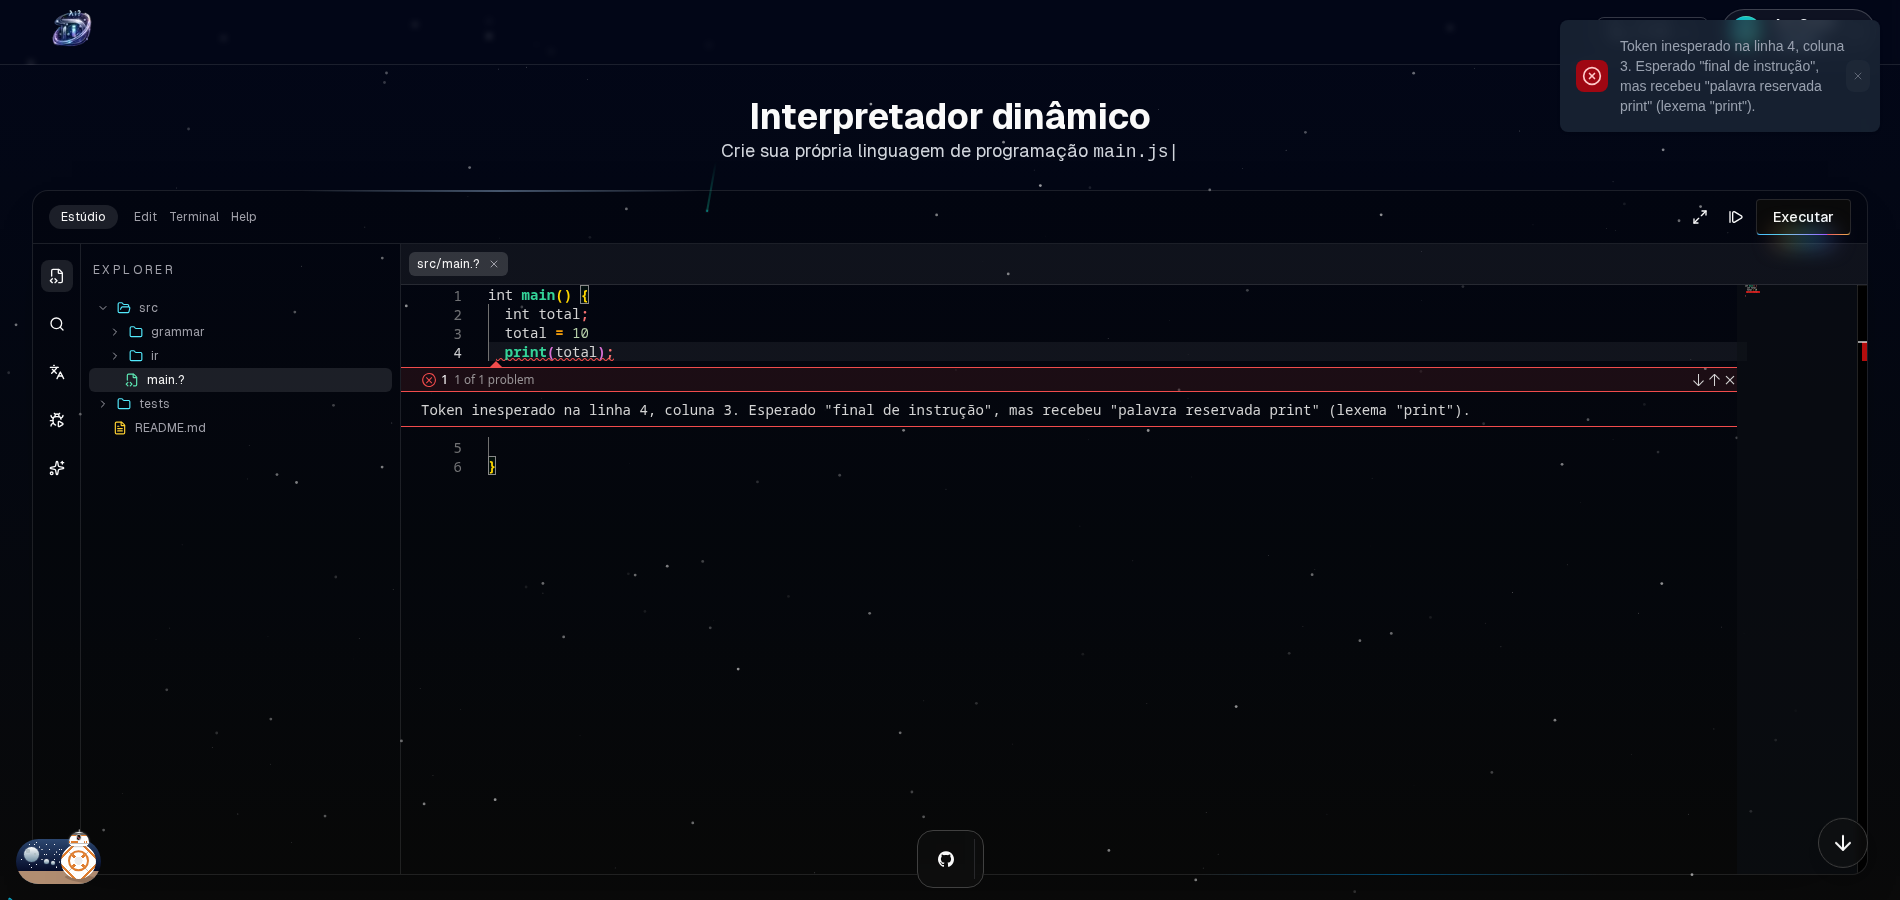 Token inesperado na linha 4, coluna
3. Esperado "final de instrução",
mas recebeu "palavra reservada
print" (lexema "print").
Interpretador dinâmico
Crie sua própria linguagem de programação main.js|
Estúdio Edit Terminal Help
Executar
EXPLORER
src
grammar
ir
main.?
tests
README.md
src/main.?
1 int main() {
2 int total;
3 total = 10
4 print(total);
1 1 of 1 problem
Token inesperado na linha 4, coluna 3. Esperado "final de instrução", mas recebeu "palavra reservada print" (lexema "print").
5
6 }